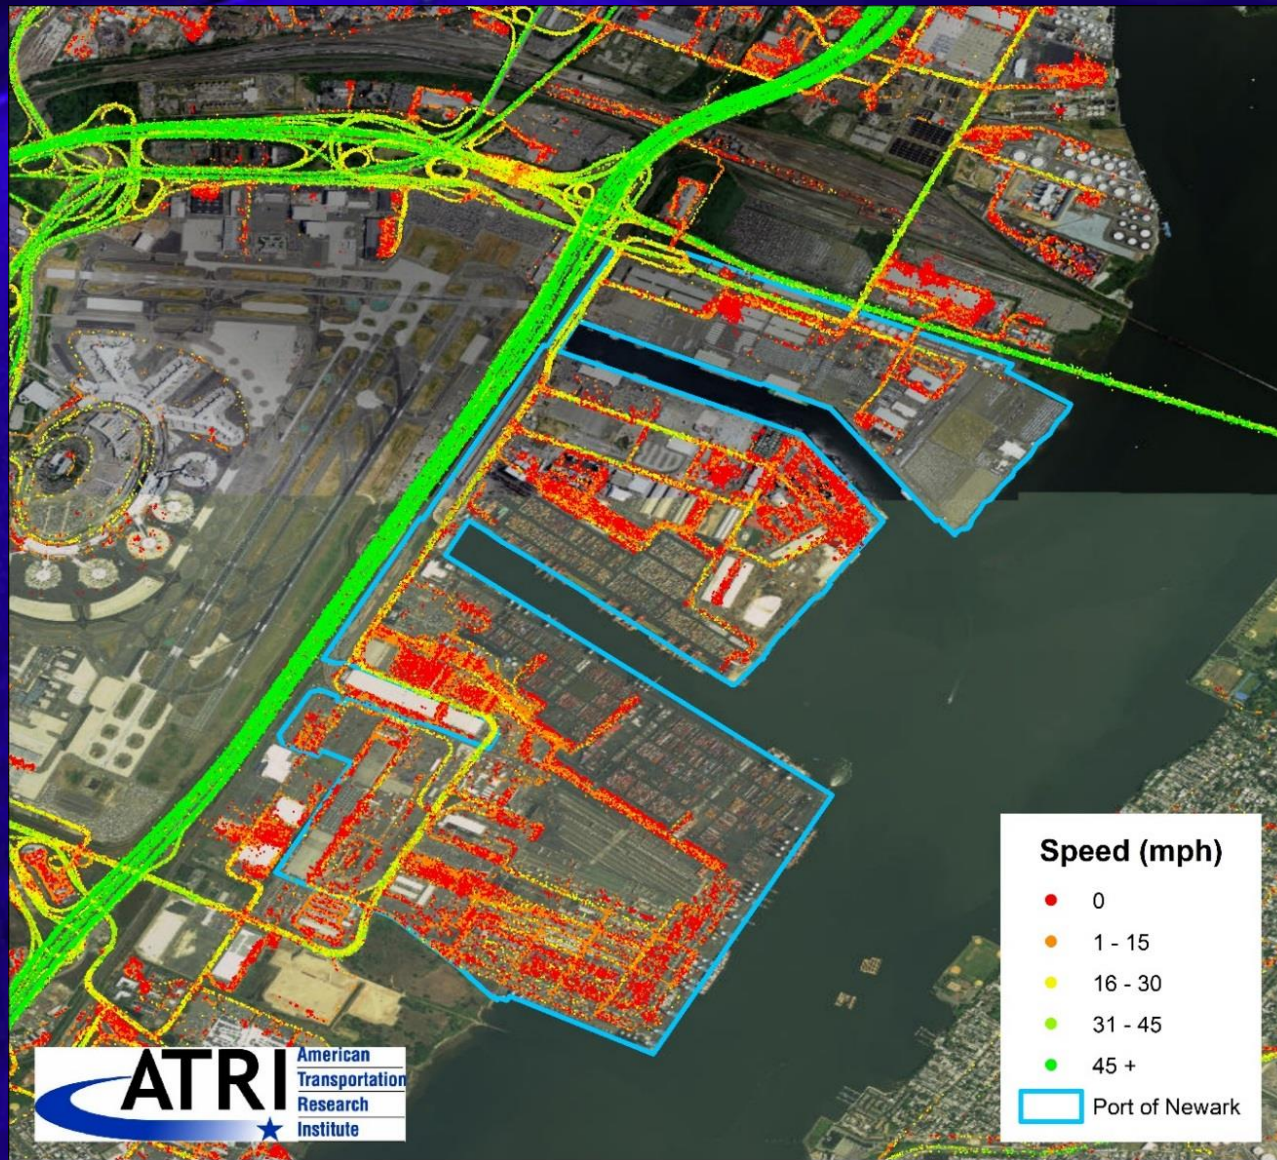 Speed (mph)
0
1 - 15
16 - 30
31 - 45
45 +
Port of Newark
ATRI
American
Transportation
Research
Institute